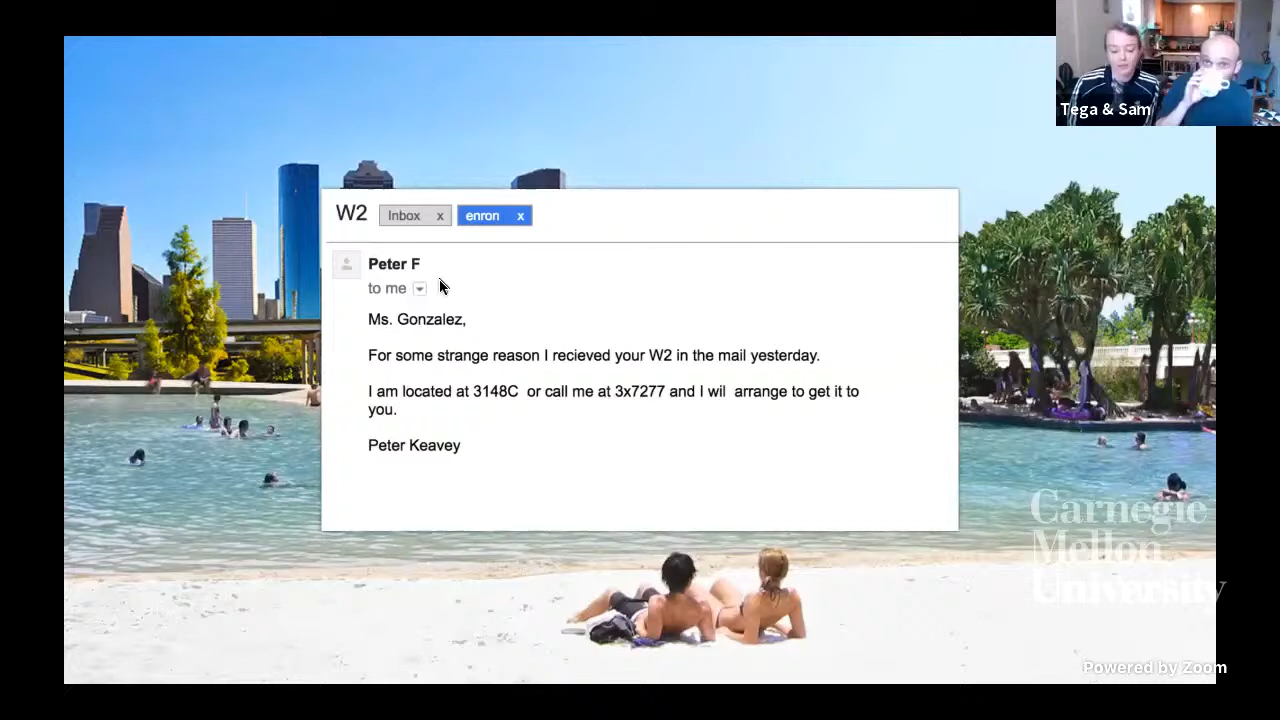 Tega & Sam
W2 Inbox x enron x
Peter F
to me
Ms. Gonzalez,
For some strange reason I recieved your W2 in the mail yesterday.
I am located at 3148C or call me at 3x7277 and I wil arrange to get it to
you.
Peter Keavey
Carnegie
Mellon
University
Powered by Zoom